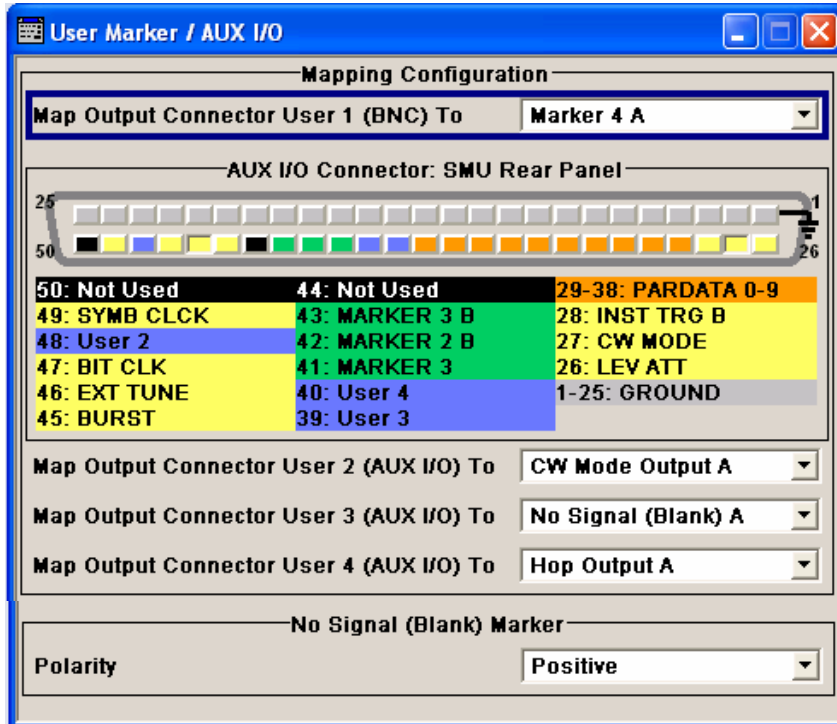 User Marker / AUX I/O
Mapping Configuration
Map Output Connector User 1 (BNC) To Marker 4 A
AUX I/O Connector: SMU Rear Panel
25 1
50 26
50: Not Used 44: Not Used 29-38: PARDATA 0-9
49: SYMB CLCK 43: MARKER 3 B 28: INST TRG B
48: User 2 42: MARKER 2 B 27: CW MODE
47: BIT CLK 41: MARKER 3 26: LEV ATT
46: EXT TUNE 40: User 4 1-25: GROUND
45: BURST 39: User 3
Map Output Connector User 2 (AUX I/O) To CW Mode Output A
Map Output Connector User 3 (AUX I/O) To No Signal (Blank) A
Map Output Connector User 4 (AUX I/O) To Hop Output A
No Signal (Blank) Marker
Polarity Positive